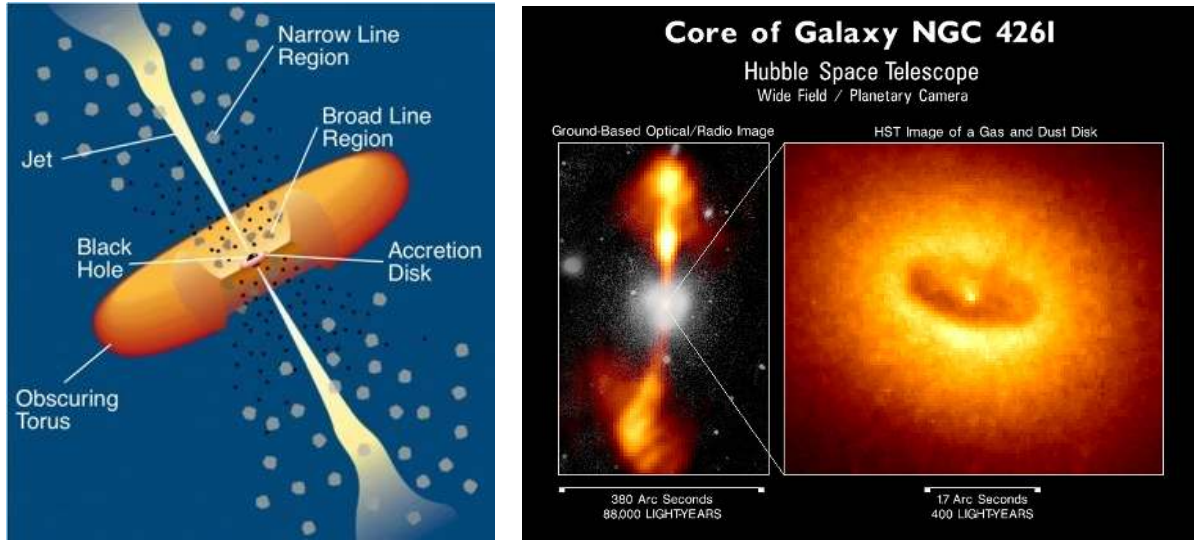 Narrow Line
Region
Broad Line
Region
Jet
Black
Hole
Accretion
Disk
Obscuring
Torus
Core of Galaxy NGC 4261
Hubble Space Telescope
Wide Field / Planetary Camera
Ground-Based Optical/Radio Image
HST Image of a Gas and Dust Disk
380 Arc Seconds
88,000 LIGHT-YEARS
1.7 Arc Seconds
400 LIGHT-YEARS